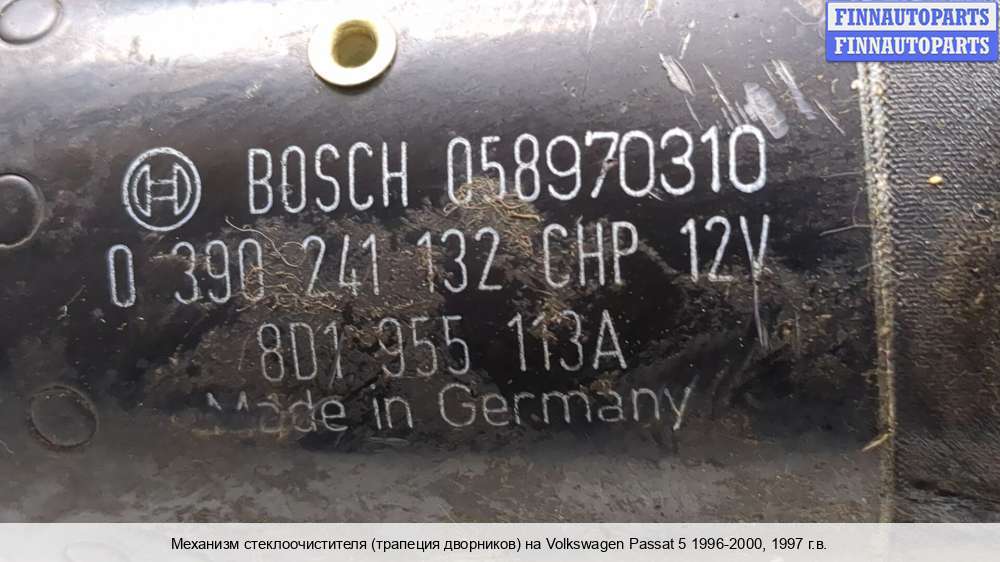 FINNAUTOPARTS
FINNAUTOPARTS
BOSCH 058970310
0 390 241 132 CHP 12V
8D1 955 113A
Made in Germany
Механизм стеклоочистителя (трапеция дворников) на Volkswagen Passat 5 1996-2000, 1997 г.в.